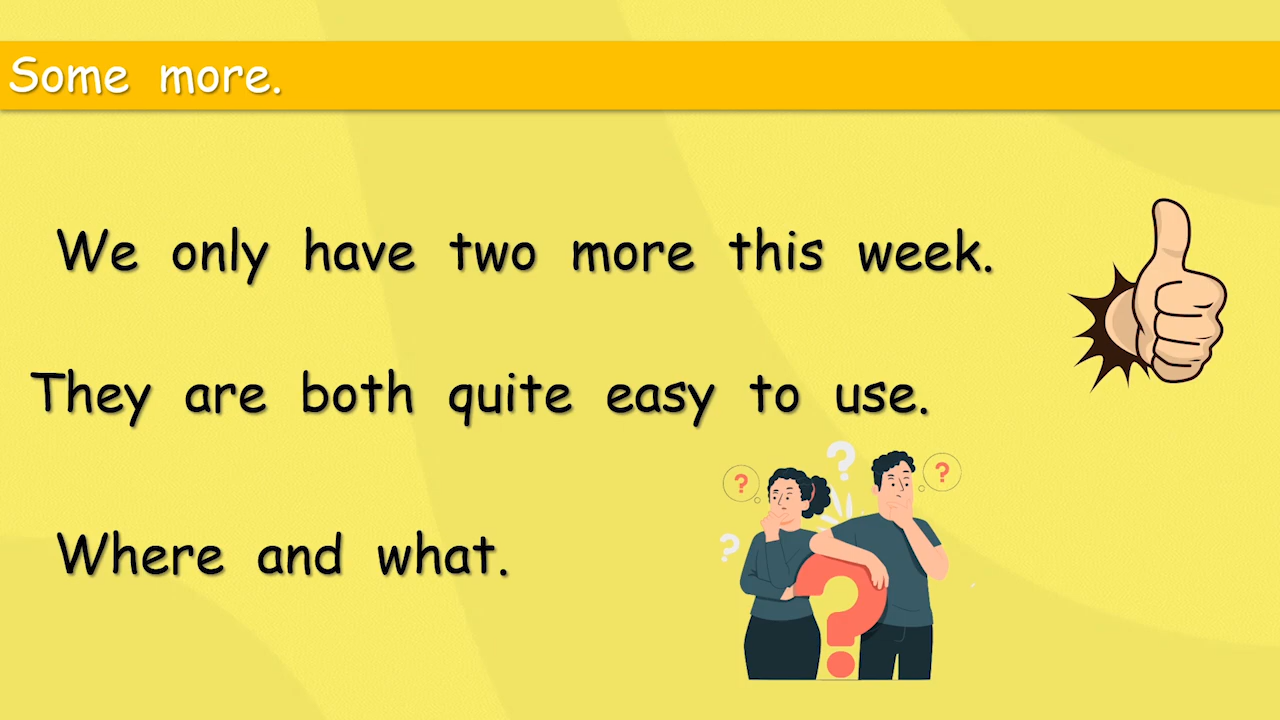 Some more.
We only have two more this week.
They are both quite easy to use.
Where and what.